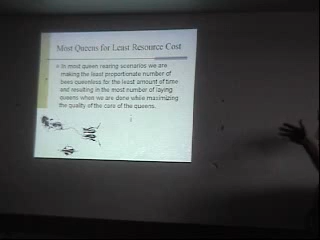 Most Queens for Least Resource Cost
In most queen rearing scenarios we are
making the least proportionate number of
bees queenless for the least amount of time
and resulting in the most number of laying
queens when we are done while maximizing
the quality of the care of the queens.